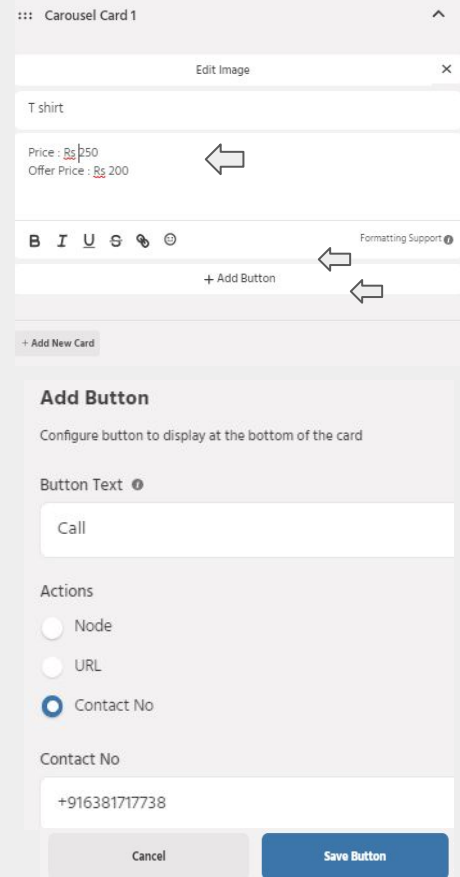 Carousel Card 1
Edit Image
T shirt
Price : Rs 250
Offer Price : Rs 200
B I U S Formatting Support
+ Add Button
+ Add New Card
Add Button
Configure button to display at the bottom of the card
Button Text
Call
Actions
Node
URL
Contact No
Contact No
+916381717738
Cancel Save Button